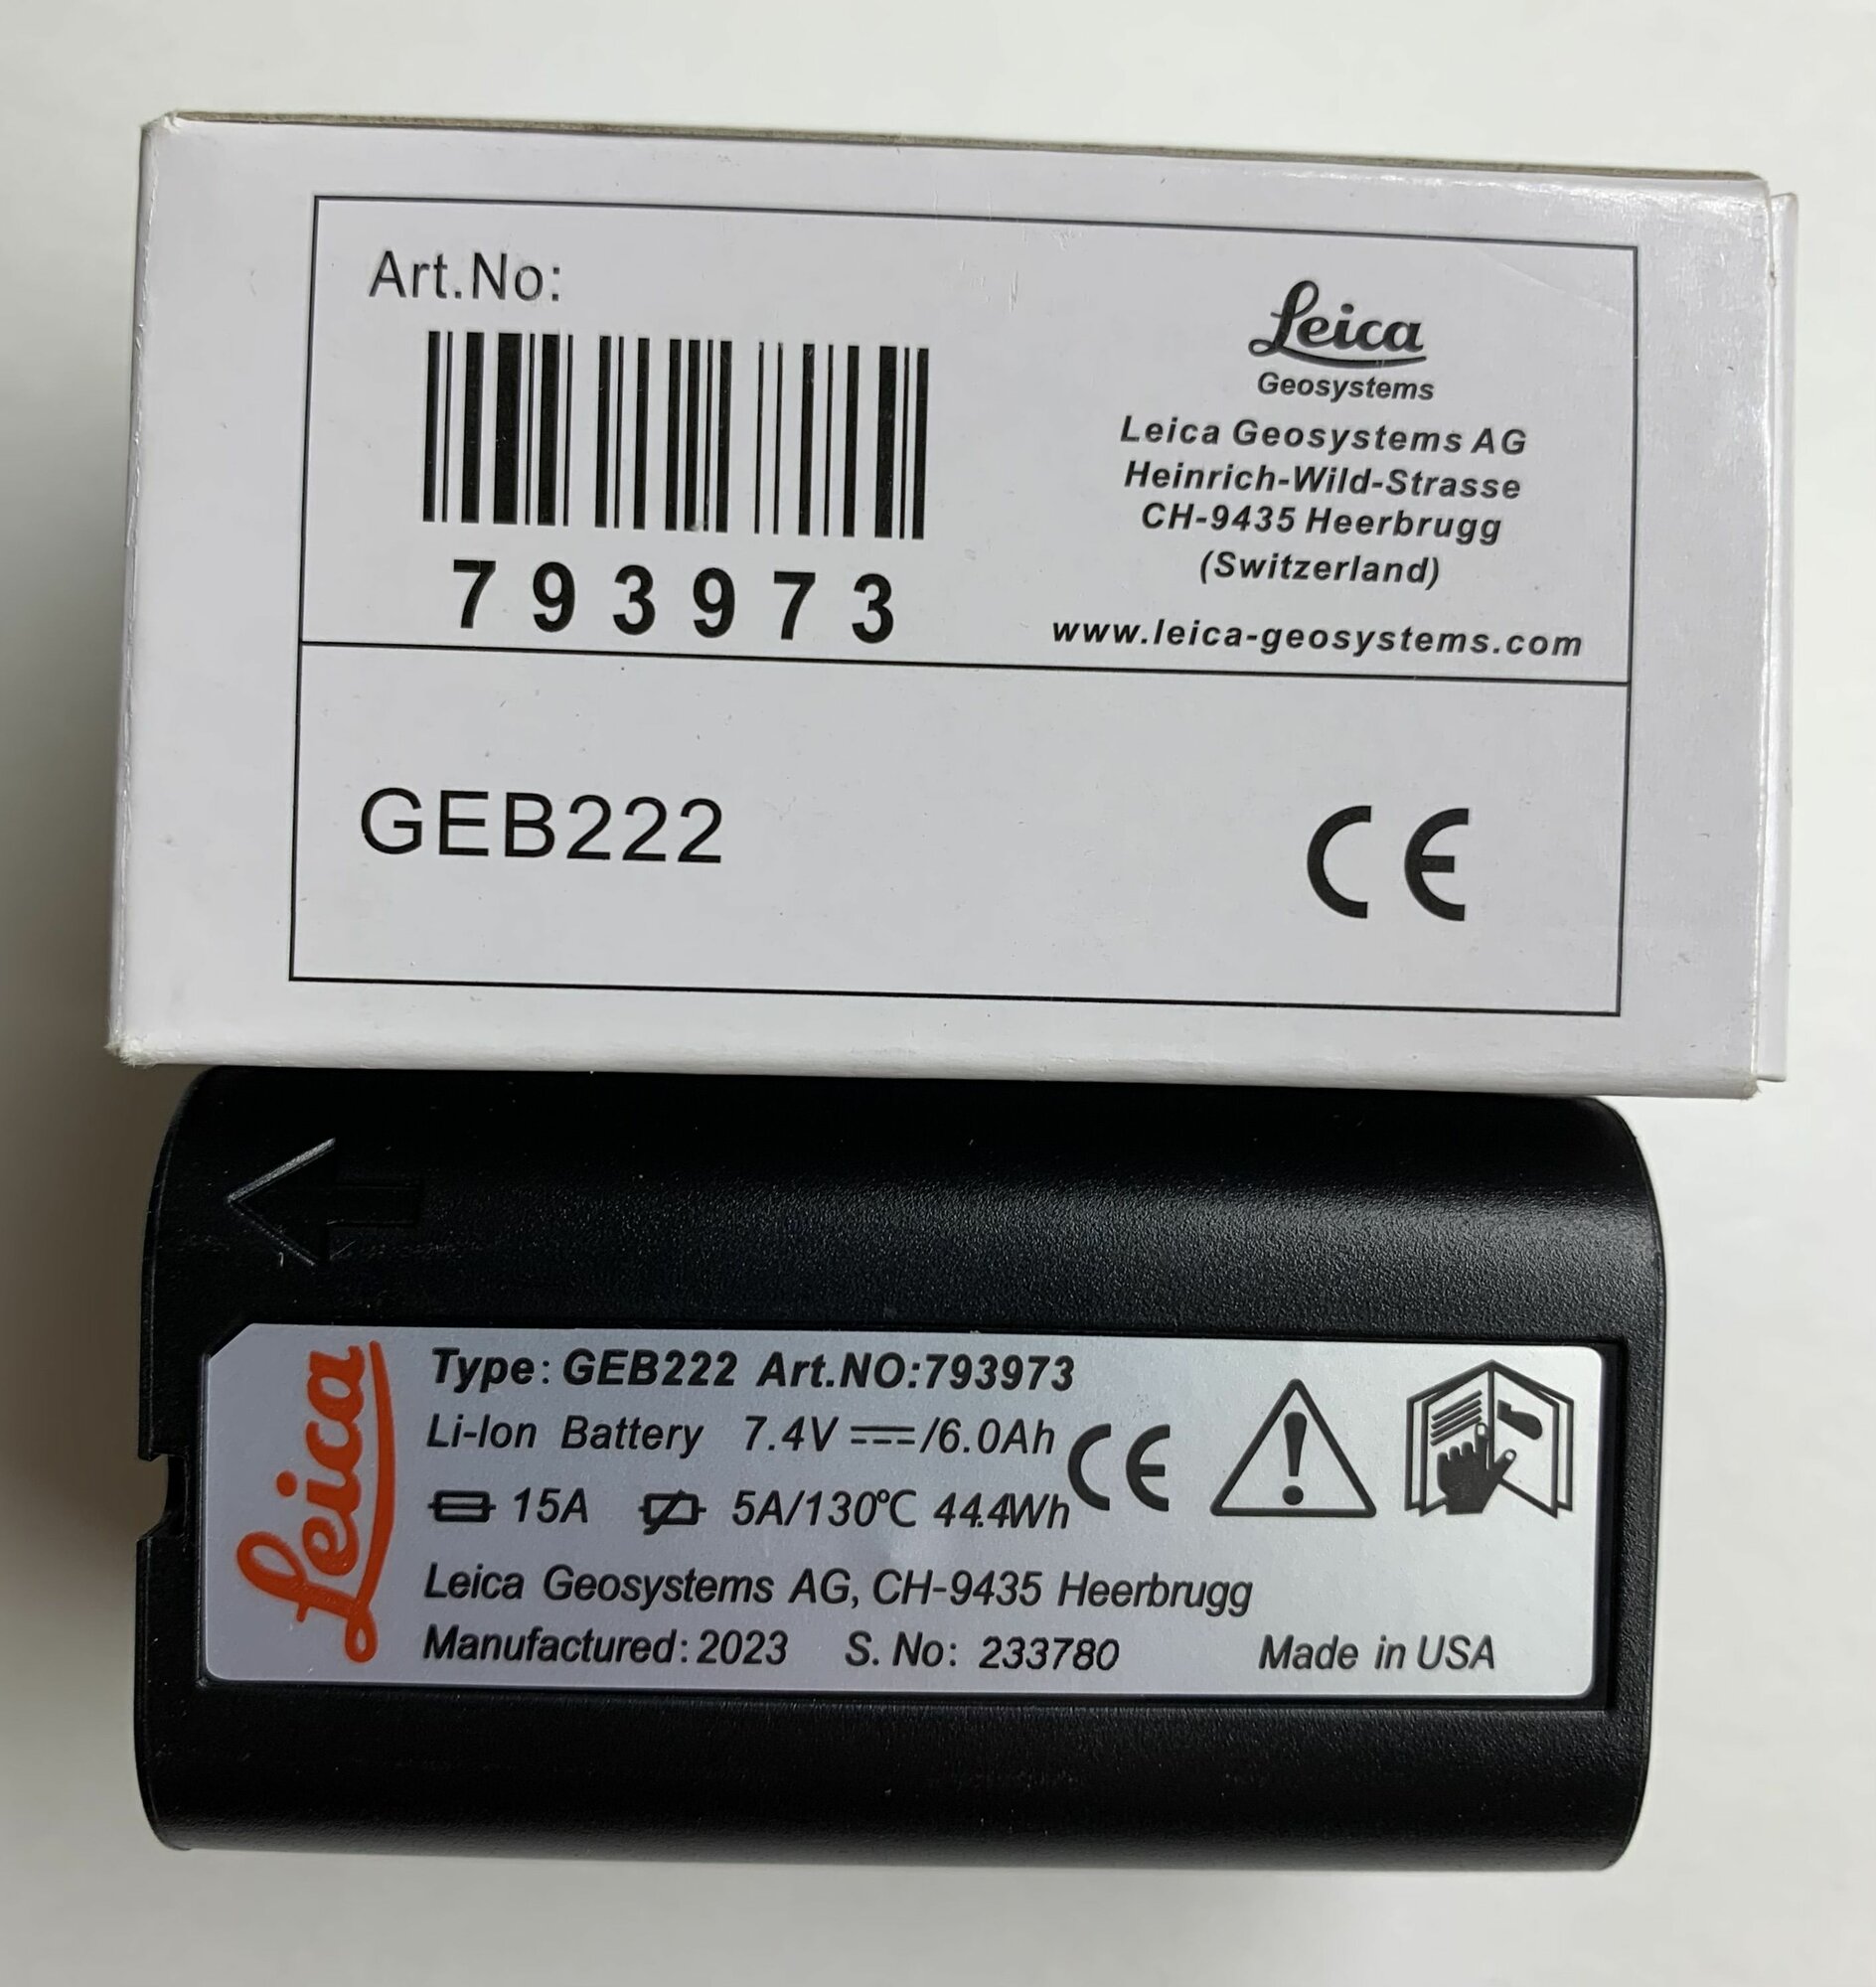 Art.No:
793973
Leica
Geosystems
Leica Geosystems AG
Heinrich-Wild-Strasse
CH-9435 Heerbrugg
(Switzerland)
www.leica-geosystems.com
GEB222
CE
Leica
Type: GEB222 Art.NO:793973
Li-Ion Battery 7.4V /6.0Ah
15A 5A/130°C 44.4Wh
CE
Leica Geosystems AG, CH-9435 Heerbrugg
Manufactured: 2023 S. No: 233780 Made in USA